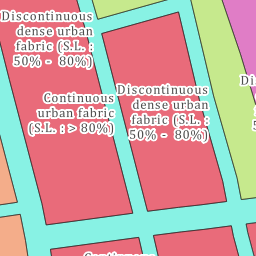 Discontinuous
dense urban
fabric (S.L. :
50% -  80%)
Continuous
urban fabric
(S.L. : > 80%)
Discontinuous
dense urban
fabric (S.L. :
50% -  80%)